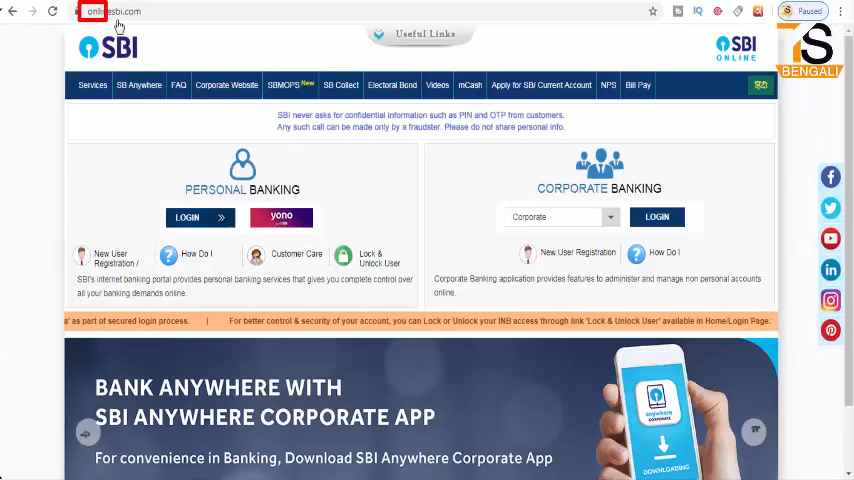 onlinesbi.com
Paused
Useful Links
SBI
SBI
ONLINE
S
BENGALI
Services SB Anywhere FAQ Corporate Website SBMOPS New SB Collect Electoral Bond Videos mCash Apply for SB/ Current Account NPS Bill Pay हिंदी
SBI never asks for confidential information such as PIN and OTP from customers.
Any such call can be made only by a fraudster. Please do not share personal info.
PERSONAL BANKING
LOGIN
yono
New User
Registration /
How Do I
Customer Care
Lock &
Unlock User
SBI's internet banking portal provides personal banking services that gives you complete control over
all your banking demands online.
CORPORATE BANKING
Corporate
LOGIN
New User Registration
How Do I
Corporate Banking application provides features to administer and manage non personal accounts
online.
a' as part of secured login process. | For better control & security of your account, you can Lock or Unlock your INB access through link 'Lock & Unlock User' available in Home/Login Page.'
BANK ANYWHERE WITH
SBI ANYWHERE CORPORATE APP
For convenience in Banking, Download SBI Anywhere Corporate App
anywhere
CORPORATE
DOWNLOADING